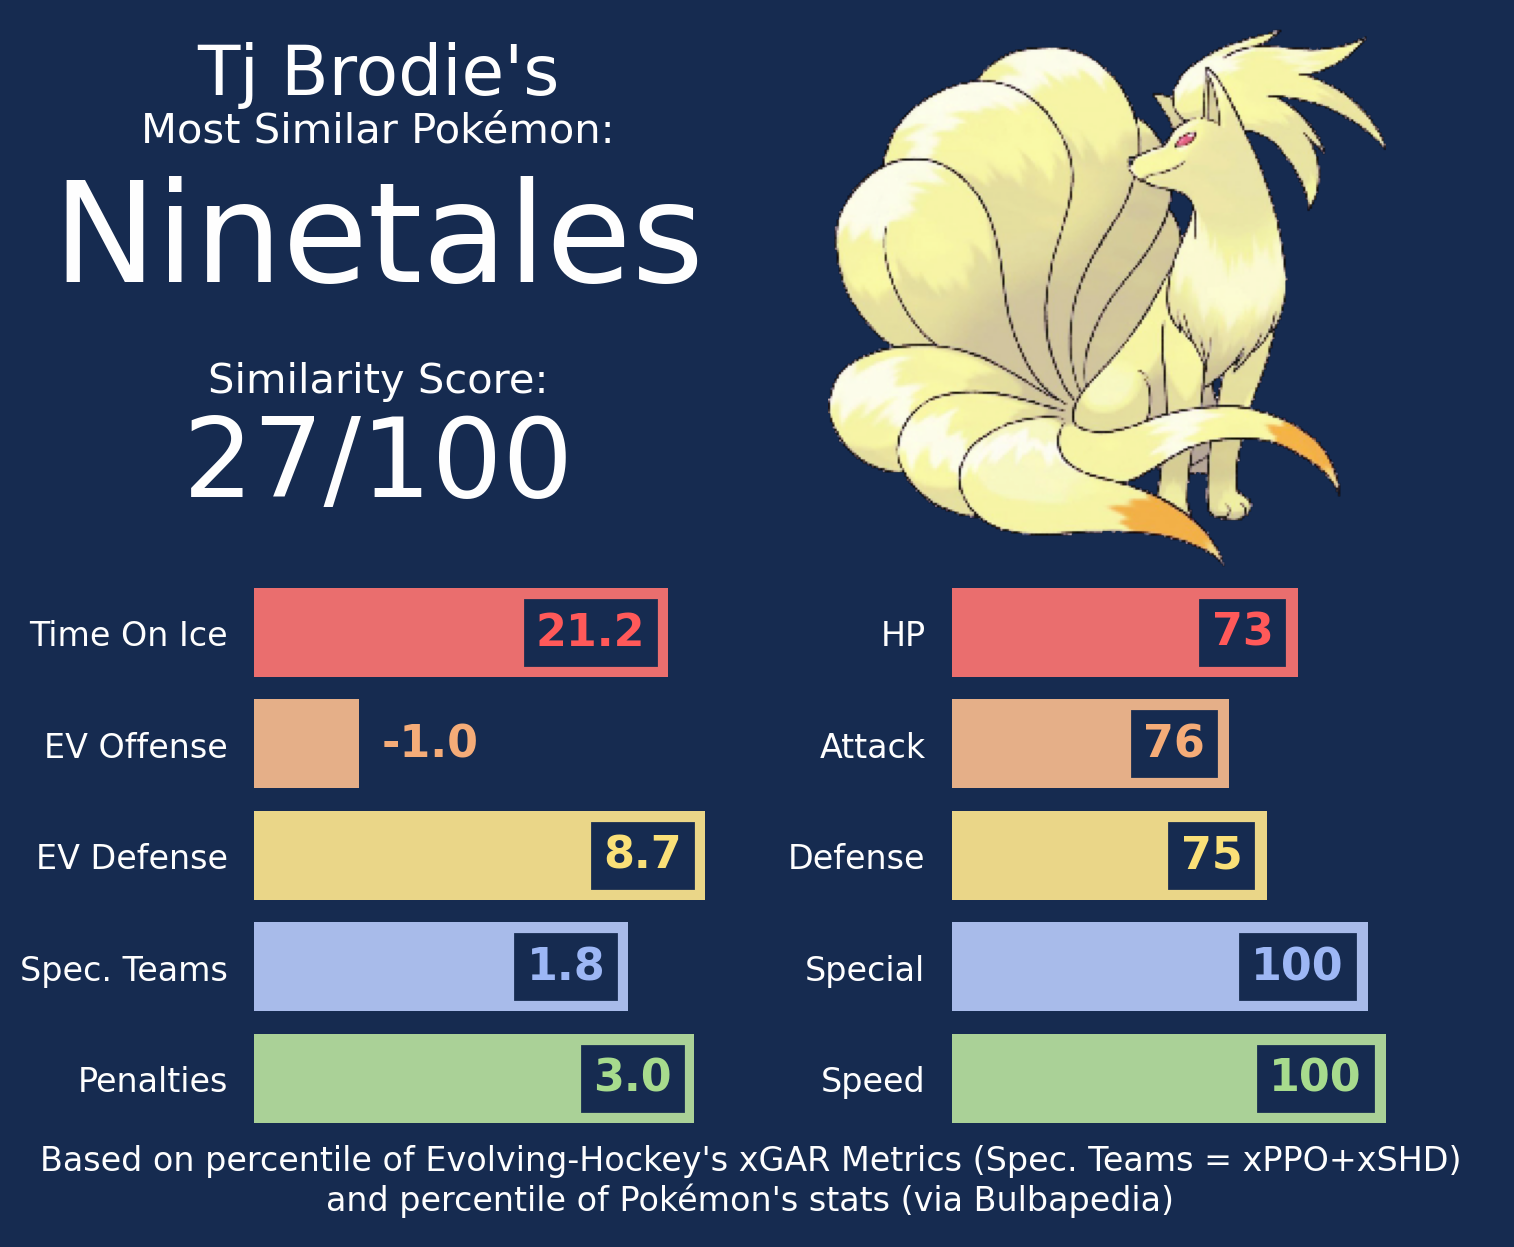 Tj Brodie's
Most Similar Pokémon:
Ninetales
Similarity Score:
27/100
Time On Ice 21.2
EV Offense -1.0
EV Defense 8.7
Spec. Teams 1.8
Penalties 3.0
HP 73
Attack 76
Defense 75
Special 100
Speed 100
Based on percentile of Evolving-Hockey's xGAR Metrics (Spec. Teams = xPPO+xSHD)
and percentile of Pokémon's stats (via Bulbapedia)